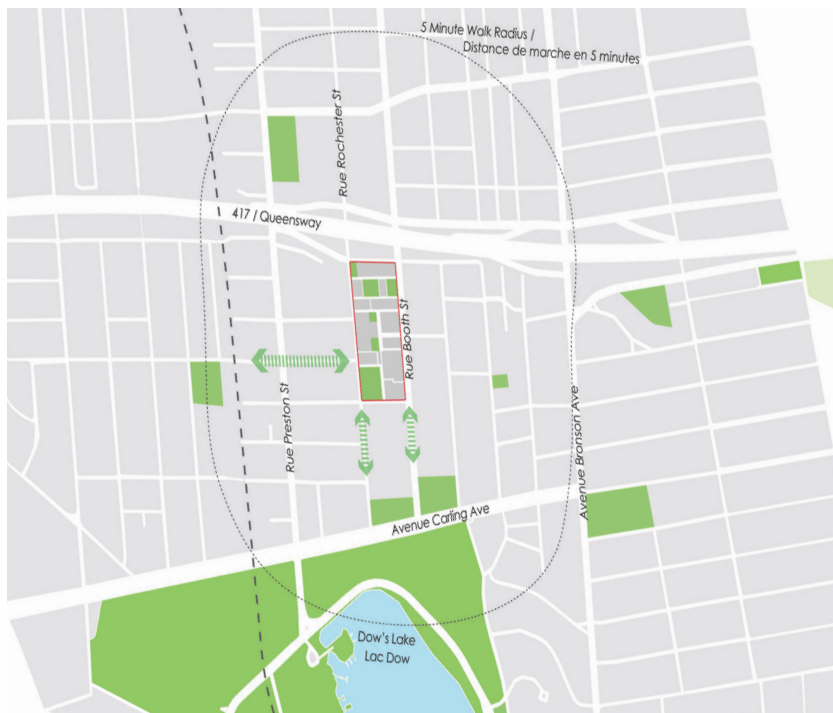 5 Minute Walk Radius /
Distance de marche en 5 minutes
Rue Rochester St
417 / Queensway
Rue Booth St
Rue Preston St
Avenue Bronson Ave
Avenue Carling Ave
Dow's Lake
Lac Dow